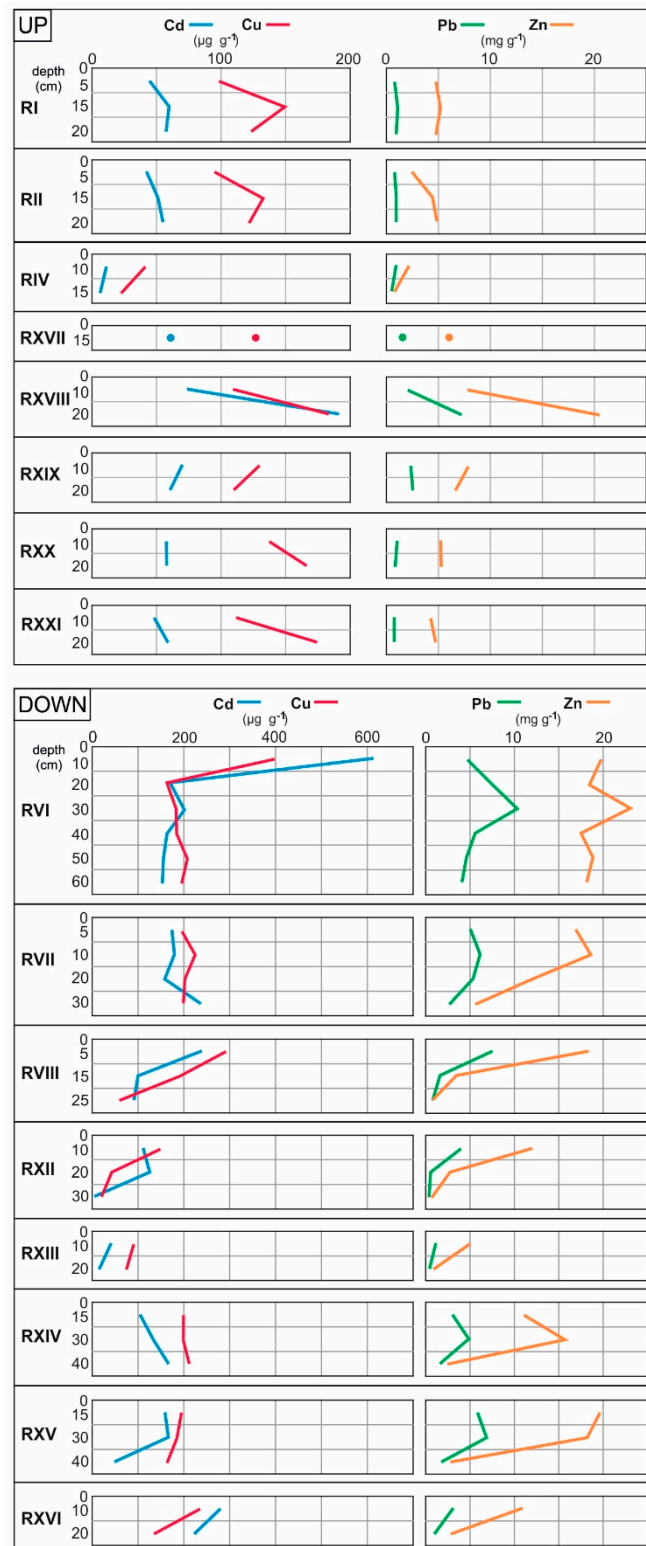 UP
Cd Cu Pb Zn
(µg g⁻¹) (mg g⁻¹)
0 100 200 0 10 20
depth
(cm)
RI
0
5
15
20
RII
0
5
15
20
RIV
0
10
15
RXVII
0
15
RXVIII
0
10
20
RXIX
0
10
20
RXX
0
10
20
RXXI
0
10
20
DOWN
Cd Cu Pb Zn
(µg g⁻¹) (mg g⁻¹)
0 200 400 600 0 10 20
depth
(cm)
RVI
0
10
20
30
40
50
60
RVII
0
5
10
20
30
RVIII
0
5
15
25
RXII
0
10
20
30
RXIII
0
10
20
RXIV
0
15
30
40
RXV
0
15
30
40
RXVI
0
10
20